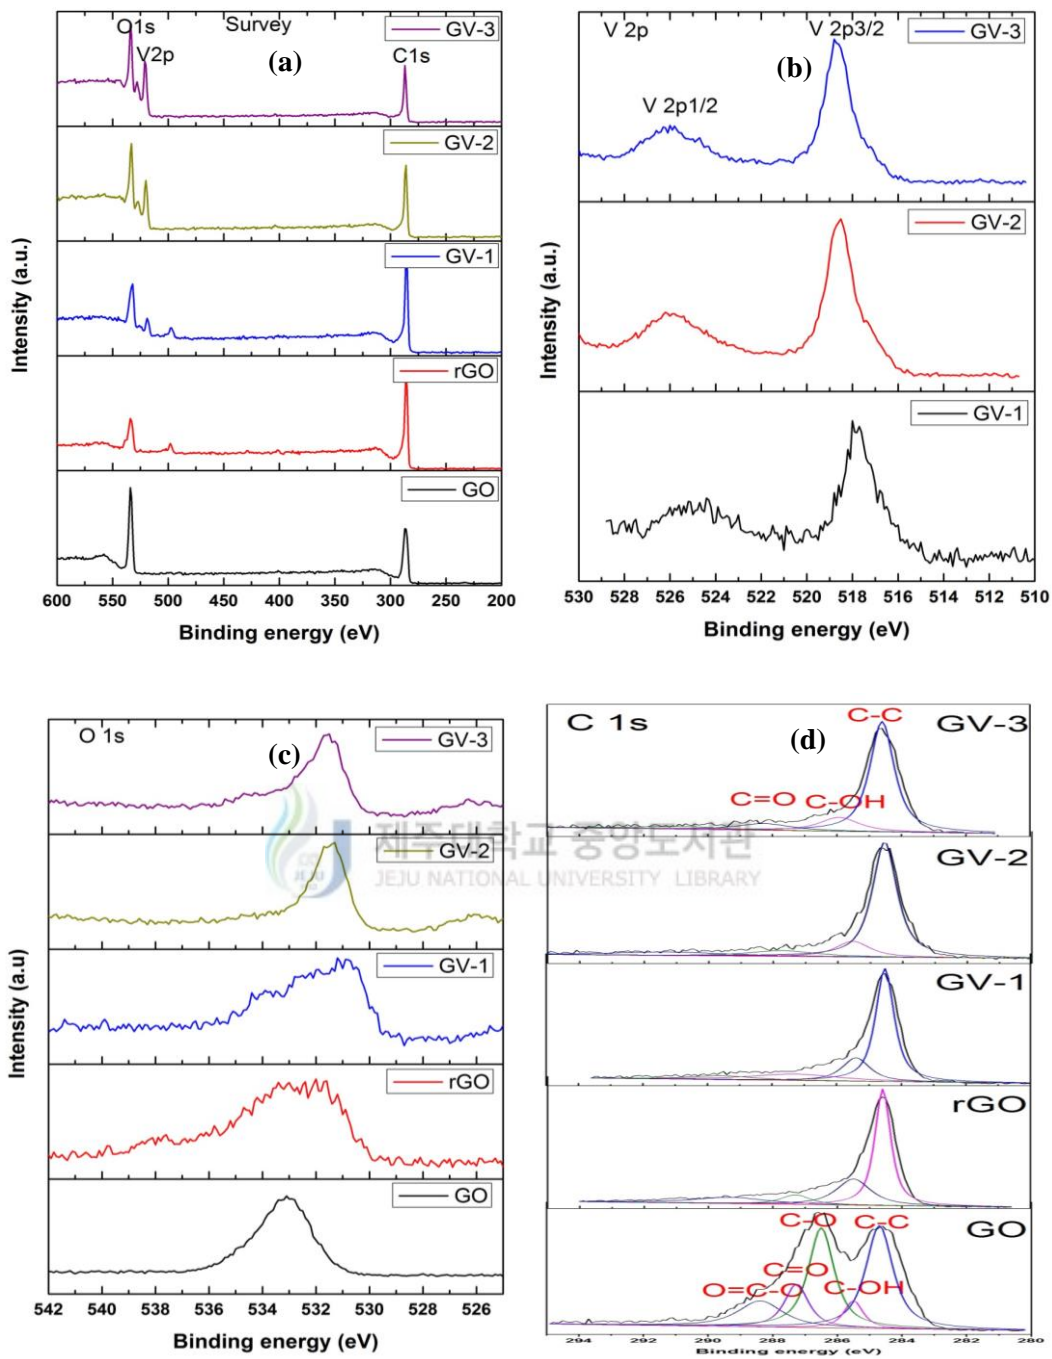 O1s
Survey
GV-3
V2p
(a)
C1s
GV-2
GV-1
rGO
GO
Intensity (a.u.)
600 550 500 450 400 350 300 250 200
Binding energy (eV)
V 2p
V 2p3/2
GV-3
(b)
V 2p1/2
GV-2
GV-1
Intensity (a.u.)
530 528 526 524 522 520 518 516 514 512 510
Binding energy (eV)
O 1s
(c)
GV-3
GV-2
GV-1
rGO
GO
Intensity (a.u)
542 540 538 536 534 532 530 528 526
Binding energy (eV)
C 1s
C-C
GV-3
(d)
C=O
C-OH
GV-2
GV-1
rGO
GO
C-O
C-C
C=O
O=C-O
C-OH
294 292 290 288 286 284 282 280
Binding energy (eV)
제주대학교 중앙도서관
JEJU NATIONAL UNIVERSITY LIBRARY
JEJU